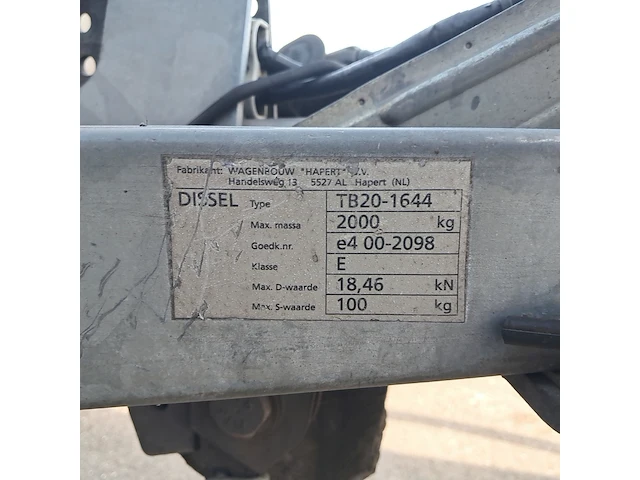 Fabrikant: WAGENBOUW "HAPERT" B.V.
Handelsweg 13 5527 AL Hapert (NL)
DISSEL Type TB20-1644
Max. massa 2000 kg
Goedk.nr. e4 00-2098
Klasse E
Max. D-waarde 18,46 kN
Max. S-waarde 100 kg